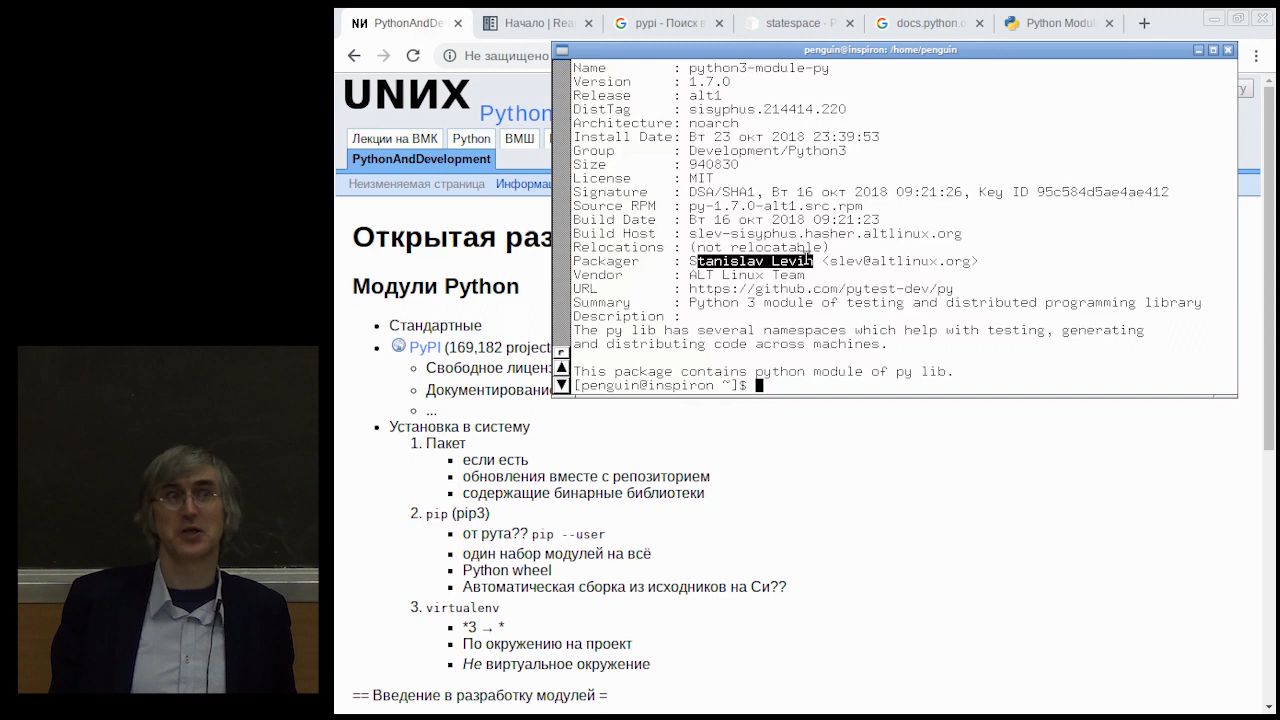 PythonAndDe
Начало | Rea
pypi - Поиск в
statespace - P
docs.python.o
Python Modul
Не защищено
UNИX
Python
Лекции на ВМК
Python
ВМШ
PythonAndDevelopment
Неизменяемая страница
Информа
Открытая раз
Модули Python
Стандартные
PyPI (169,182 project
Свободное лиценз
Документирование
...
Установка в систему
1. Пакет
если есть
обновления вместе с репозиторием
содержащие бинарные библиотеки
2. pip (pip3)
от рута?? pip --user
один набор модулей на всё
Python wheel
Автоматическая сборка из исходников на Си??
3. virtualenv
*3 → *
По окружению на проект
Не виртуальное окружение
== Введение в разработку модулей =
penguin@inspiron: /home/penguin
Name : python3-module-py
Version : 1.7.0
Release : alt1
DistTag : sisyphus.214414.220
Architecture: noarch
Install Date: Вт 23 окт 2018 23:39:53
Group : Development/Python3
Size : 940830
License : MIT
Signature : DSA/SHA1, Вт 16 окт 2018 09:21:26, Key ID 95c584d5ae4ae412
Source RPM : py-1.7.0-alt1.src.rpm
Build Date : Вт 16 окт 2018 09:21:23
Build Host : slev-sisyphus.hasher.altlinux.org
Relocations : (not relocatable)
Packager : Stanislav Levin <slev@altlinux.org>
Vendor : ALT Linux Team
URL : https://github.com/pytest-dev/py
Summary : Python 3 module of testing and distributed programming library
Description :
The py lib has several namespaces which help with testing, generating
and distributing code across machines.
This package contains python module of py lib.
[penguin@inspiron ~]$